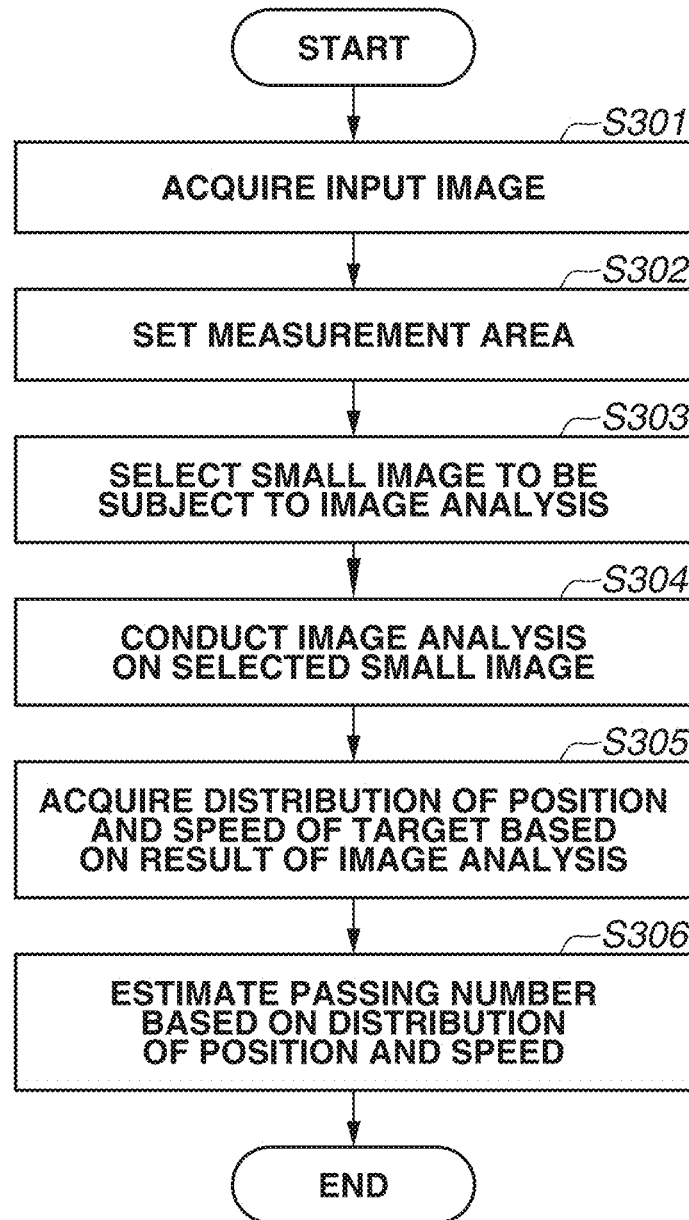 START
S301
ACQUIRE INPUT IMAGE
S302
SET MEASUREMENT AREA
S303
SELECT SMALL IMAGE TO BE
SUBJECT TO IMAGE ANALYSIS
S304
CONDUCT IMAGE ANALYSIS
ON SELECTED SMALL IMAGE
S305
ACQUIRE DISTRIBUTION OF POSITION
AND SPEED OF TARGET BASED
ON RESULT OF IMAGE ANALYSIS
S306
ESTIMATE PASSING NUMBER
BASED ON DISTRIBUTION
OF POSITION AND SPEED
END